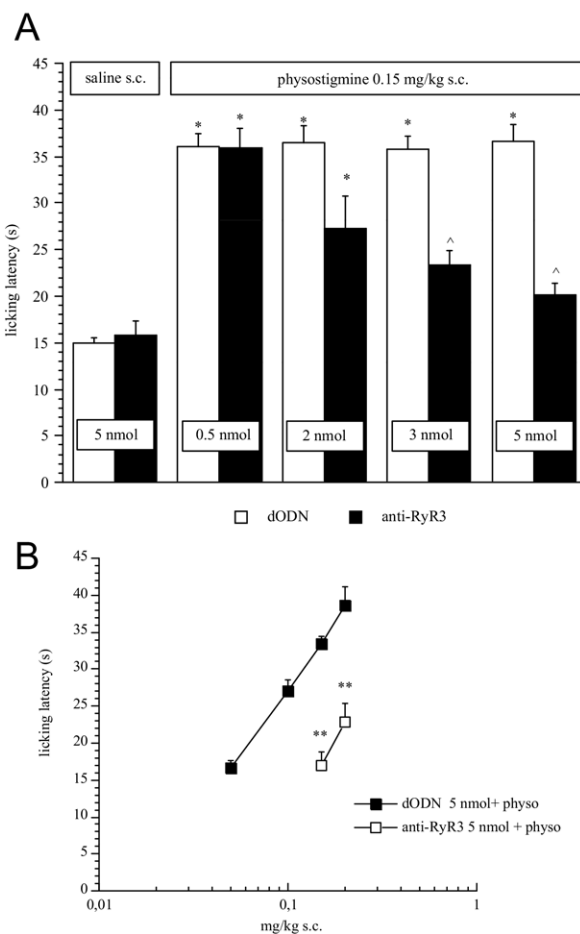 A
saline s.c. physostigmine 0.15 mg/kg s.c.
licking latency (s)
45
40
35
30
25
20
15
10
5
0
* * * * * ^ * ^
5 nmol 0.5 nmol 2 nmol 3 nmol 5 nmol
dODN anti-RyR3
B
licking latency (s)
45
40
35
30
25
20
15
10
5
0
**
**
dODN 5 nmol+ physo
anti-RyR3 5 nmol + physo
0,01 0,1 1
mg/kg s.c.